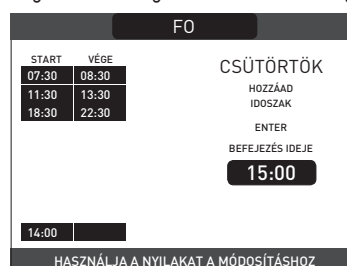 FO
START VÉGE
07:30 08:30
11:30 13:30
18:30 22:30
14:00
CSÜTÖRTÖK
HOZZÁAD
IDOSZAK
ENTER
BEFEJEZÉS IDEJE
15:00
HASZNÁLJA A NYILAKAT A MÓDOSÍTÁSHOZ